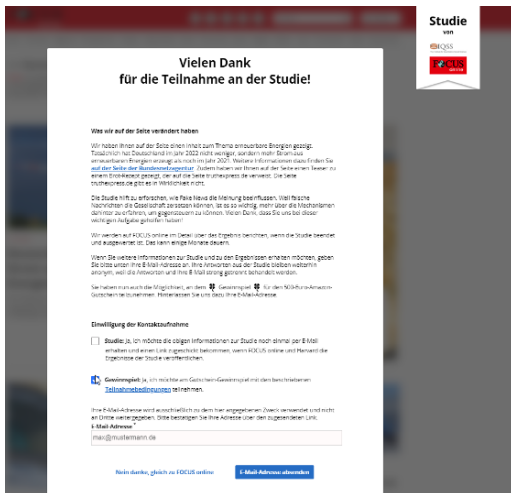 Studie
von
IQSS
FOCUS
online
Vielen Dank
für die Teilnahme an der Studie!
Was wir auf der Seite verändert haben
Wir haben Ihnen auf der Seite einen Inhalt zum Thema erneuerbare Energien gezeigt.
Tatsächlich hat Deutschland im Jahr 2022 nicht weniger, sondern mehr Strom aus
erneuerbaren Energien erzeugt als noch im Jahr 2021. Weitere Informationen dazu finden Sie
auf der Seite der Bundesnetzagentur. Zudem haben wir Ihnen auf der Seite einen Teaser zu
einem Brot-Rezept gezeigt, der auf die Seite truthexpress.de verweist. Die Seite
truthexpress.de gibt es in Wirklichkeit nicht.
Die Studie hilft zu erforschen, wie Fake News die Meinung beeinflussen. Weil falsche
Nachrichten die Gesellschaft zersetzen können, ist es so wichtig, mehr über die Mechanismen
dahinter zu erfahren, um gegensteuern zu können. Vielen Dank, dass Sie uns bei dieser
wichtigen Aufgabe geholfen haben!
Wir werden auf FOCUS online im Detail über das Ergebnis berichten, wenn die Studie beendet
und ausgewertet ist. Das kann einige Monate dauern.
Wenn Sie weitere Informationen zur Studie und zu den Ergebnissen erhalten möchten, geben
Sie bitte unten Ihre E-Mail-Adresse an. Ihre Antworten aus der Studie bleiben weiterhin
anonym, weil die Antworten und Ihre E-Mail streng getrennt behandelt werden.
Sie haben nun auch die Möglichkeit, an dem 🍀 Gewinnspiel 🍀 für den 500-Euro-Amazon-
Gutschein teilzunehmen. Hinterlassen Sie uns dazu Ihre E-Mail-Adresse.
Einwilligung der Kontaktaufnahme
Studie: Ja, ich möchte die obigen Informationen zur Studie noch einmal per E-Mail
erhalten und einen Link zugeschickt bekommen, wenn FOCUS online und Harvard die
Ergebnisse der Studie veröffentlichen.
Gewinnspiel: Ja, ich möchte am Gutschein-Gewinnspiel mit den beschriebenen
Teilnahmebedingungen teilnehmen.
Ihre E-Mail-Adresse wird ausschließlich zu dem hier angegebenen Zweck verwendet und nicht
an Dritte weitergegeben. Bitte bestätigen Sie Ihre Adresse über den zugesendeten Link.
E-Mail-Adresse *
max@mustermann.de
Nein danke, gleich zu FOCUS online
E-Mail-Adresse absenden